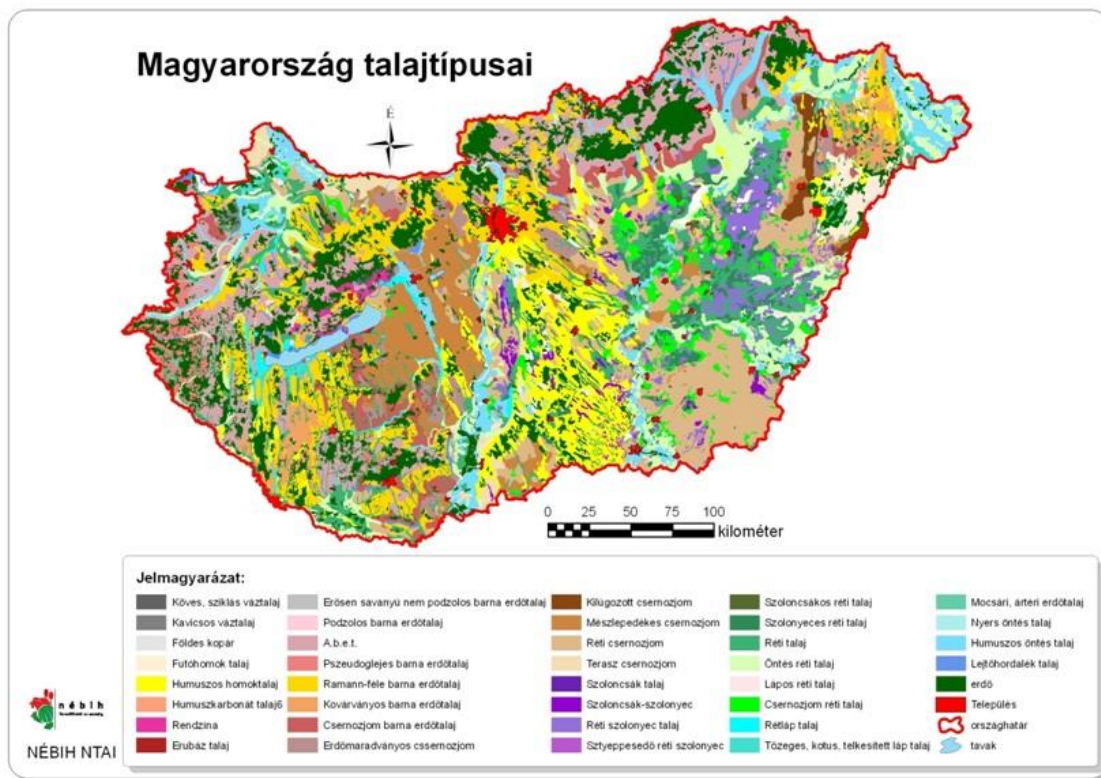 Magyarország talajtípusai
É
0 25 50 75 100
kilométer
Jelmagyarázat:
Köves, sziklás váztalaj
Kavicsos váztalaj
Földes kopár
Futóhomok talaj
Humuszos homoktalaj
Humuszkarbonát talaj6
Rendzina
Erubáz talaj
Erősen savanyú nem podzolos barna erdőtalaj
Podzolos barna erdőtalaj
A.b.e.t.
Pszeudoglejes barna erdőtalaj
Ramann-féle barna erdőtalaj
Kovárványos barna erdőtalaj
Csernozjom barna erdőtalaj
Erdőmaradványos cssernozjom
Kilúgozott csernozjom
Mészlepedékes csernozjom
Réti csernozjom
Terasz csernozjom
Szoloncsák talaj
Szoloncsák-szolonyec
Réti szolonyec talaj
Sztyeppesedő réti szolonyec
Szoloncsákos réti talaj
Szolonyeces réti talaj
Réti talaj
Öntés réti talaj
Lápos réti talaj
Csernozjom réti talaj
Rétláp talaj
Tőzeges, kotus, telkesített láp talaj
Mocsári, ártéri erdőtalaj
Nyers öntés talaj
Humuszos öntés talaj
Lejtőhordalék talaj
erdő
Település
országhatár
tavak
nébih
NÉBIH NTAI